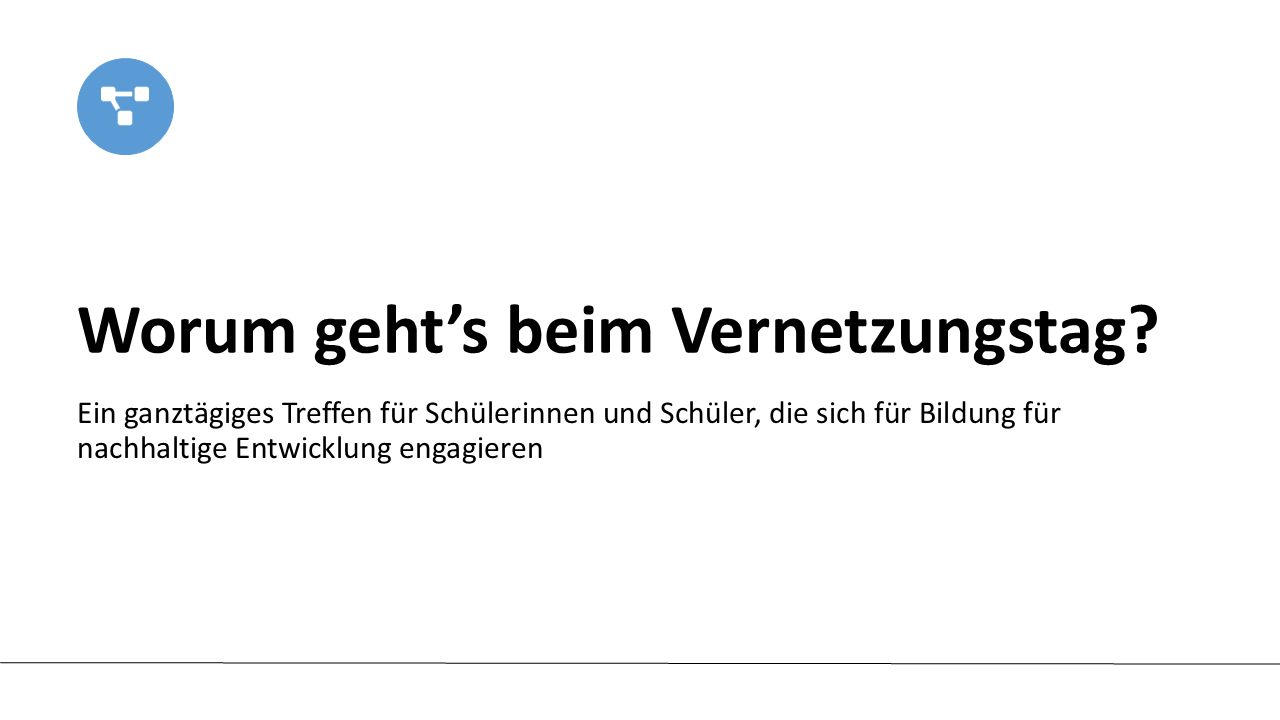 Worum geht’s beim Vernetzungstag?
Ein ganztägiges Treffen für Schülerinnen und Schüler, die sich für Bildung für
nachhaltige Entwicklung engagieren